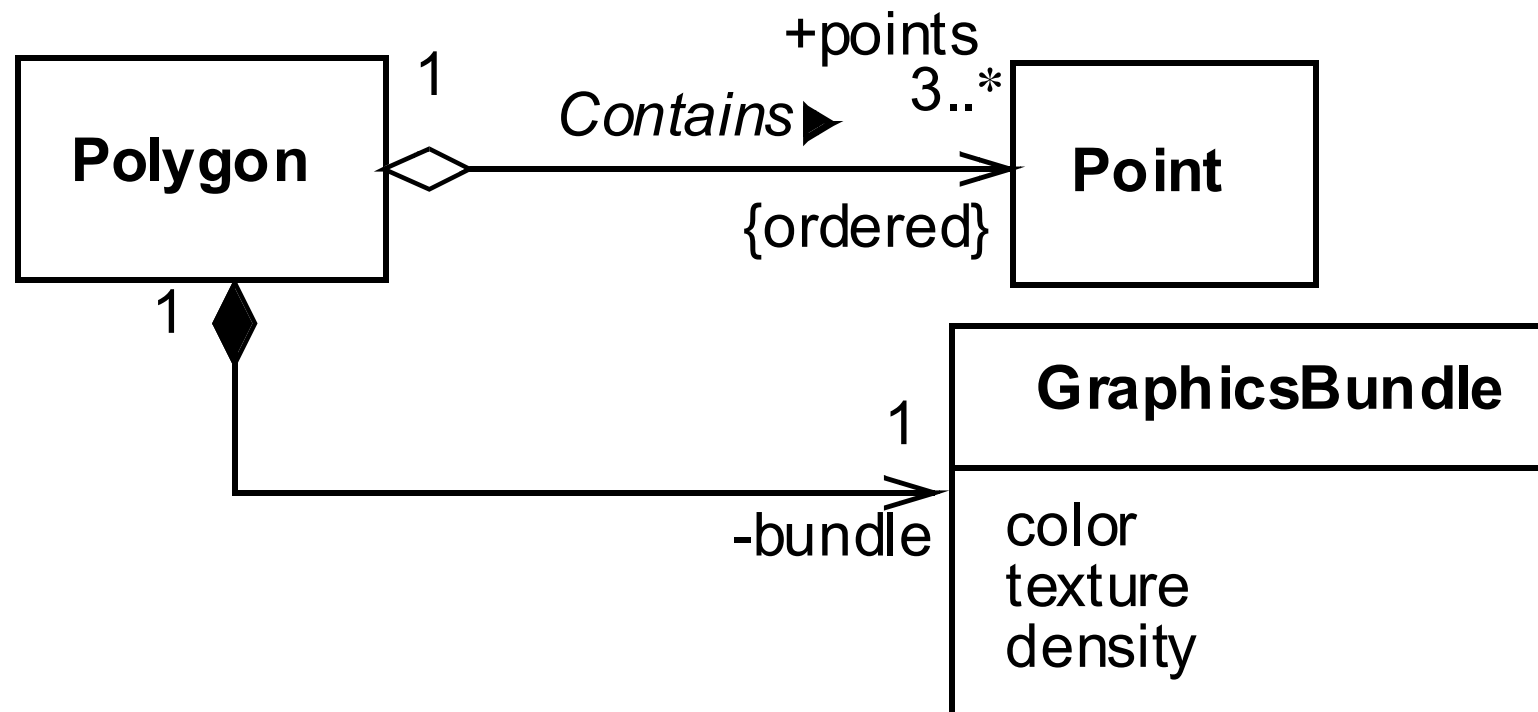 +points
1
3..*
Contains
Polygon
Point
{ordered}
1
GraphicsBundle
1
-bundle
color
texture
density